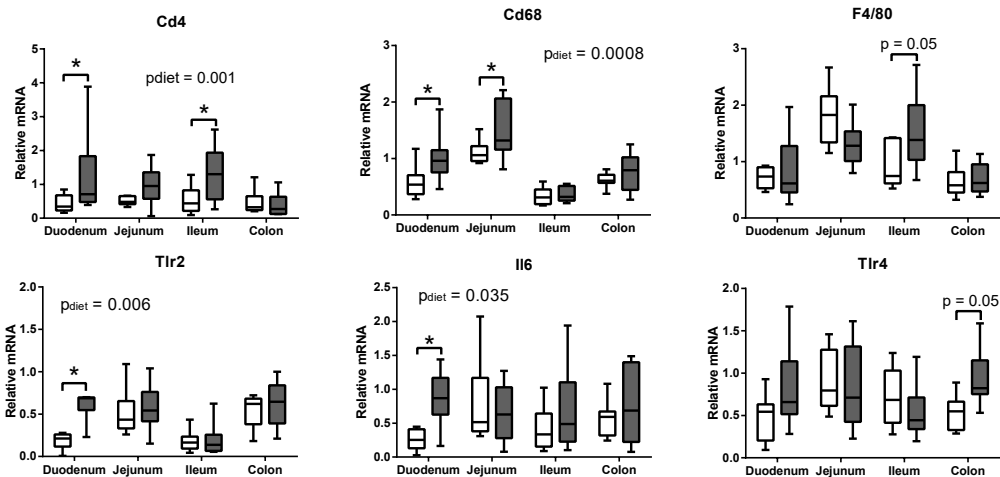 Cd4
Relative mRNA
5
4
3
2
1
0
*
pdiet = 0.001
*
Duodenum Jejunum Ileum Colon
Cd68
Relative mRNA
3
2
1
0
*
*
pdiet = 0.0008
Duodenum Jejunum Ileum Colon
F4/80
Relative mRNA
3
2
1
0
p = 0.05
Duodenum Jejunum Ileum Colon
Tlr2
Relative mRNA
2.0
1.5
1.0
0.5
0.0
pdiet = 0.006
*
Duodenum Jejunum Ileum Colon
Il6
Relative mRNA
2.5
2.0
1.5
1.0
0.5
0.0
pdiet = 0.035
*
Duodenum Jejunum Ileum Colon
Tlr4
Relative mRNA
2.0
1.5
1.0
0.5
0.0
p = 0.05
Duodenum Jejunum Ileum Colon